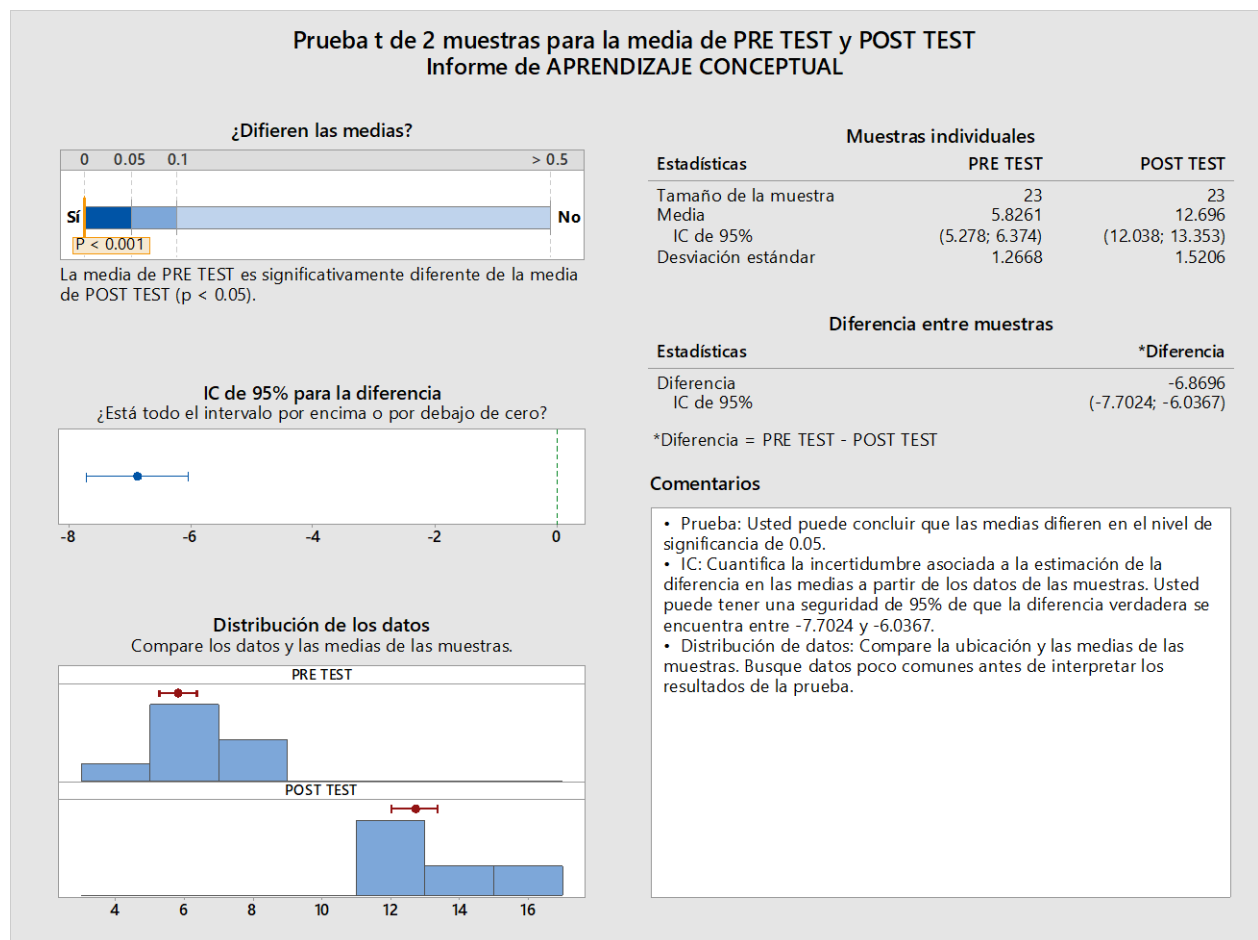 Prueba t de 2 muestras para la media de PRE TEST y POST TEST
Informe de APRENDIZAJE CONCEPTUAL
¿Difieren las medias?
0 0.05 0.1 > 0.5
Sí No
P < 0.001
La media de PRE TEST es significativamente diferente de la media
de POST TEST (p < 0.05).
IC de 95% para la diferencia
¿Está todo el intervalo por encima o por debajo de cero?
-8 -6 -4 -2 0
Distribución de los datos
Compare los datos y las medias de las muestras.
PRE TEST
POST TEST
4 6 8 10 12 14 16
Muestras individuales
Estadísticas PRE TEST POST TEST
Tamaño de la muestra 23 23
Media 5.8261 12.696
IC de 95% (5.278; 6.374) (12.038; 13.353)
Desviación estándar 1.2668 1.5206
Diferencia entre muestras
Estadísticas *Diferencia
Diferencia -6.8696
IC de 95% (-7.7024; -6.0367)
*Diferencia = PRE TEST - POST TEST
Comentarios
• Prueba: Usted puede concluir que las medias difieren en el nivel de
significancia de 0.05.
• IC: Cuantifica la incertidumbre asociada a la estimación de la
diferencia en las medias a partir de los datos de las muestras. Usted
puede tener una seguridad de 95% de que la diferencia verdadera se
encuentra entre -7.7024 y -6.0367.
• Distribución de datos: Compare la ubicación y las medias de las
muestras. Busque datos poco comunes antes de interpretar los
resultados de la prueba.